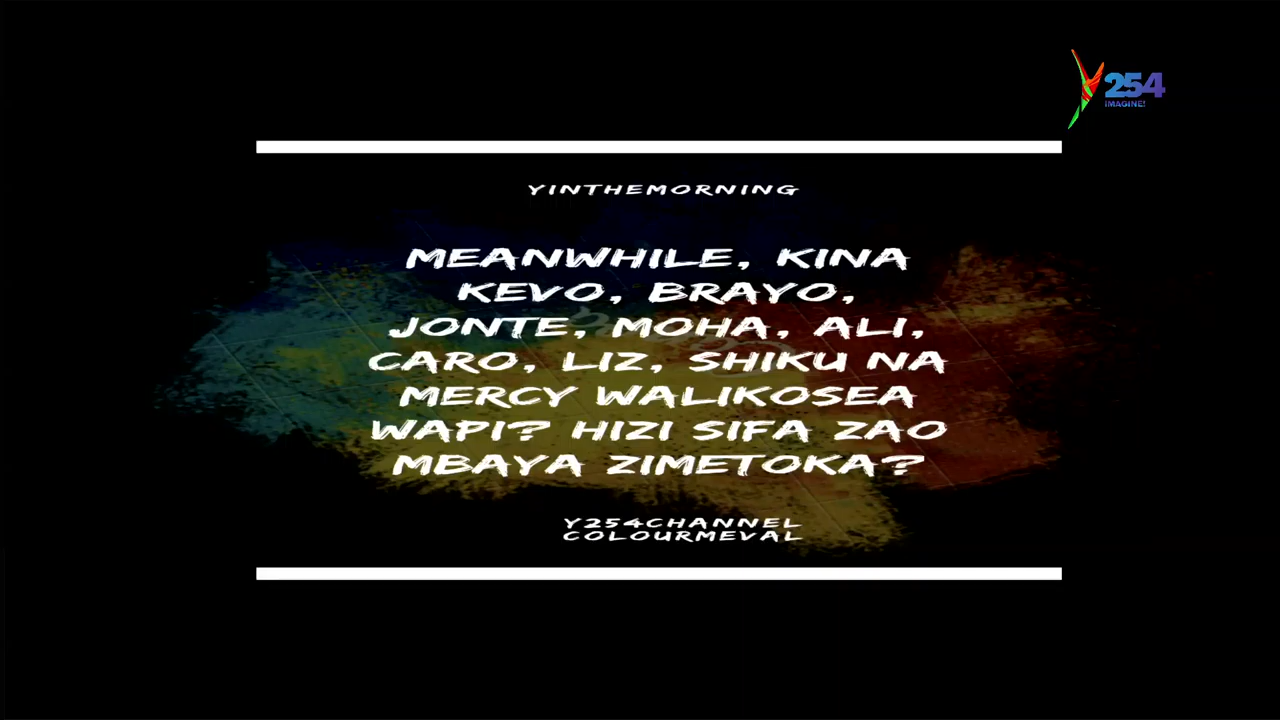 Y254
IMAGINE!
YINTHEMORNING
MEANWHILE, KINA
KEVO, BRAYO,
JONTE, MOHA, ALI,
CARO, LIZ, SHIKU NA
MERCY WALIKOSEA
WAPI? HIZI SIFA ZAO
MBAYA ZIMETOKA?
Y254CHANNEL
COLOURMEVAL